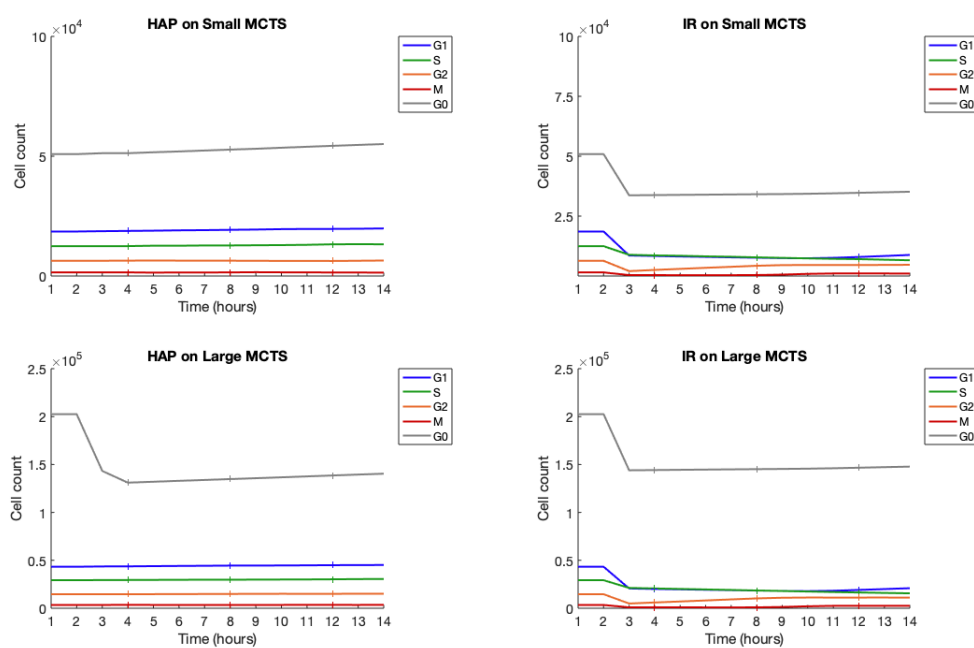 HAP on Small MCTS
×10^4
10
5
0
Cell count
1 2 3 4 5 6 7 8 9 10 11 12 13 14
Time (hours)
G1
S
G2
M
G0
IR on Small MCTS
×10^4
10
7.5
5
2.5
Cell count
1 2 3 4 5 6 7 8 9 10 11 12 13 14
Time (hours)
G1
S
G2
M
G0
HAP on Large MCTS
×10^5
2.5
2
1.5
1
0.5
0
Cell count
1 2 3 4 5 6 7 8 9 10 11 12 13 14
Time (hours)
G1
S
G2
M
G0
IR on Large MCTS
×10^5
2.5
2
1.5
1
0.5
0
Cell count
1 2 3 4 5 6 7 8 9 10 11 12 13 14
Time (hours)
G1
S
G2
M
G0